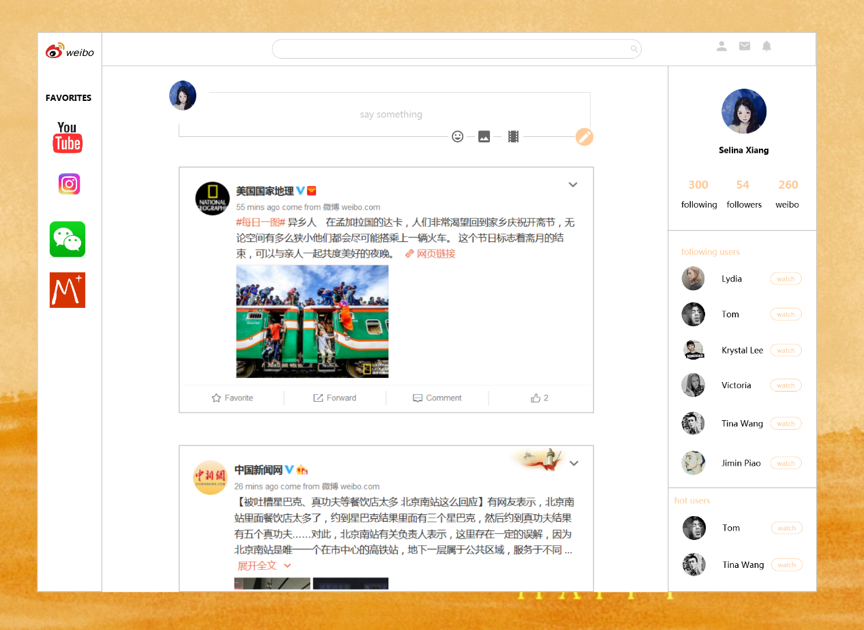 weibo
FAVORITES
You
Tube
say something
NATIONAL
GEOGRAPHIC
美国国家地理
55 mins ago come from 微博 weibo.com
#每日一图# 异乡人 在孟加拉国的达卡，人们非常渴望回到家乡庆祝开斋节，无
论空间有多么狭小他们都会尽可能搭乘上一辆火车。 这个节日标志着斋月的结
束，可以与亲人一起共度美好的夜晚。 网页链接
Favorite
Forward
Comment
2
中国新闻网
26 mins ago come from 微博 weibo.com
【被吐槽星巴克、真功夫等餐饮店太多 北京南站这么回应】有网友表示，北京南
站里面餐饮店太多了，约到星巴克结果里面有三个星巴克，然后约到真功夫结果
有五个真功夫……对此，北京南站有关负责人表示，这里存在一定的误解，因为
北京南站是唯一一个在市中心的高铁站，地下一层属于公共区域，服务于不同 ...
展开全文
Selina Xiang
300 54 260
following followers weibo
following users
Lydia watch
Tom watch
Krystal Lee watch
Victoria watch
Tina Wang watch
Jimin Piao watch
hot users
Tom watch
Tina Wang watch